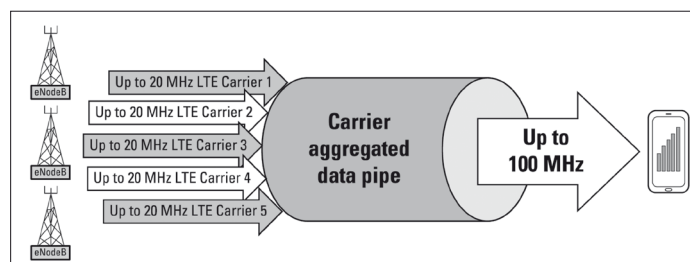 eNodeB
eNodeB
eNodeB
Up to 20 MHz LTE Carrier 1
Up to 20 MHz LTE Carrier 2
Up to 20 MHz LTE Carrier 3
Up to 20 MHz LTE Carrier 4
Up to 20 MHz LTE Carrier 5
Carrier
aggregated
data pipe
Up to
100 MHz